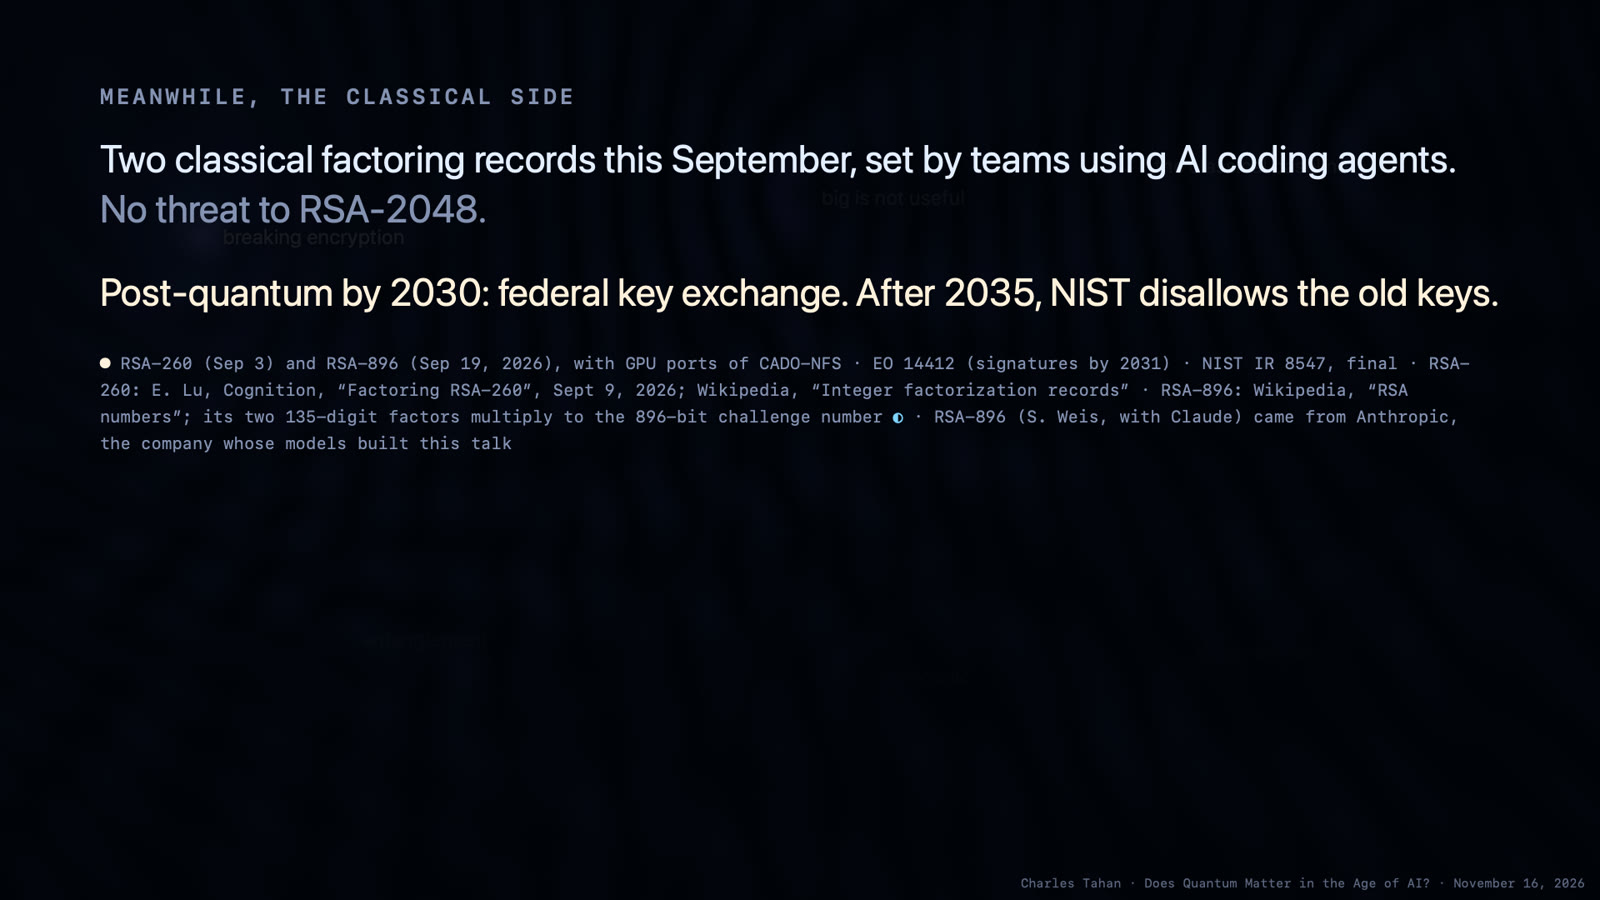 MEANWHILE, THE CLASSICAL SIDE
Two classical factoring records this September, set by teams using AI coding agents.
big is not useful
No threat to RSA-2048.
breaking encryption
Post-quantum by 2030: federal key exchange. After 2035, NIST disallows the old keys.
● RSA-260 (Sep 3) and RSA-896 (Sep 19, 2026), with GPU ports of CADO-NFS · EO 14412 (signatures by 2031) · NIST IR 8547, final · RSA-
260: E. Lu, Cognition, “Factoring RSA-260”, Sept 9, 2026; Wikipedia, “Integer factorization records” · RSA-896: Wikipedia, “RSA
numbers”; its two 135-digit factors multiply to the 896-bit challenge number ◐ · RSA-896 (S. Weis, with Claude) came from Anthropic,
the company whose models built this talk
entanglement
Charles Tahan · Does Quantum Matter in the Age of AI? · November 16, 2026